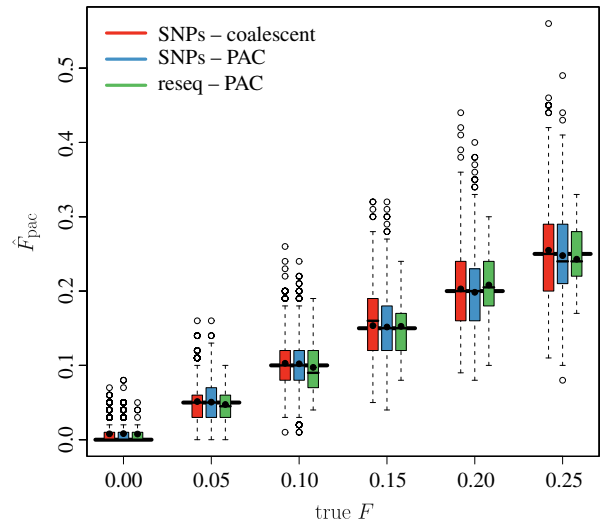 SNPs – coalescent
SNPs – PAC
reseq – PAC
0.5
0.4
0.3
0.2
0.1
0.0
F̂pac
0.00 0.05 0.10 0.15 0.20 0.25
true F